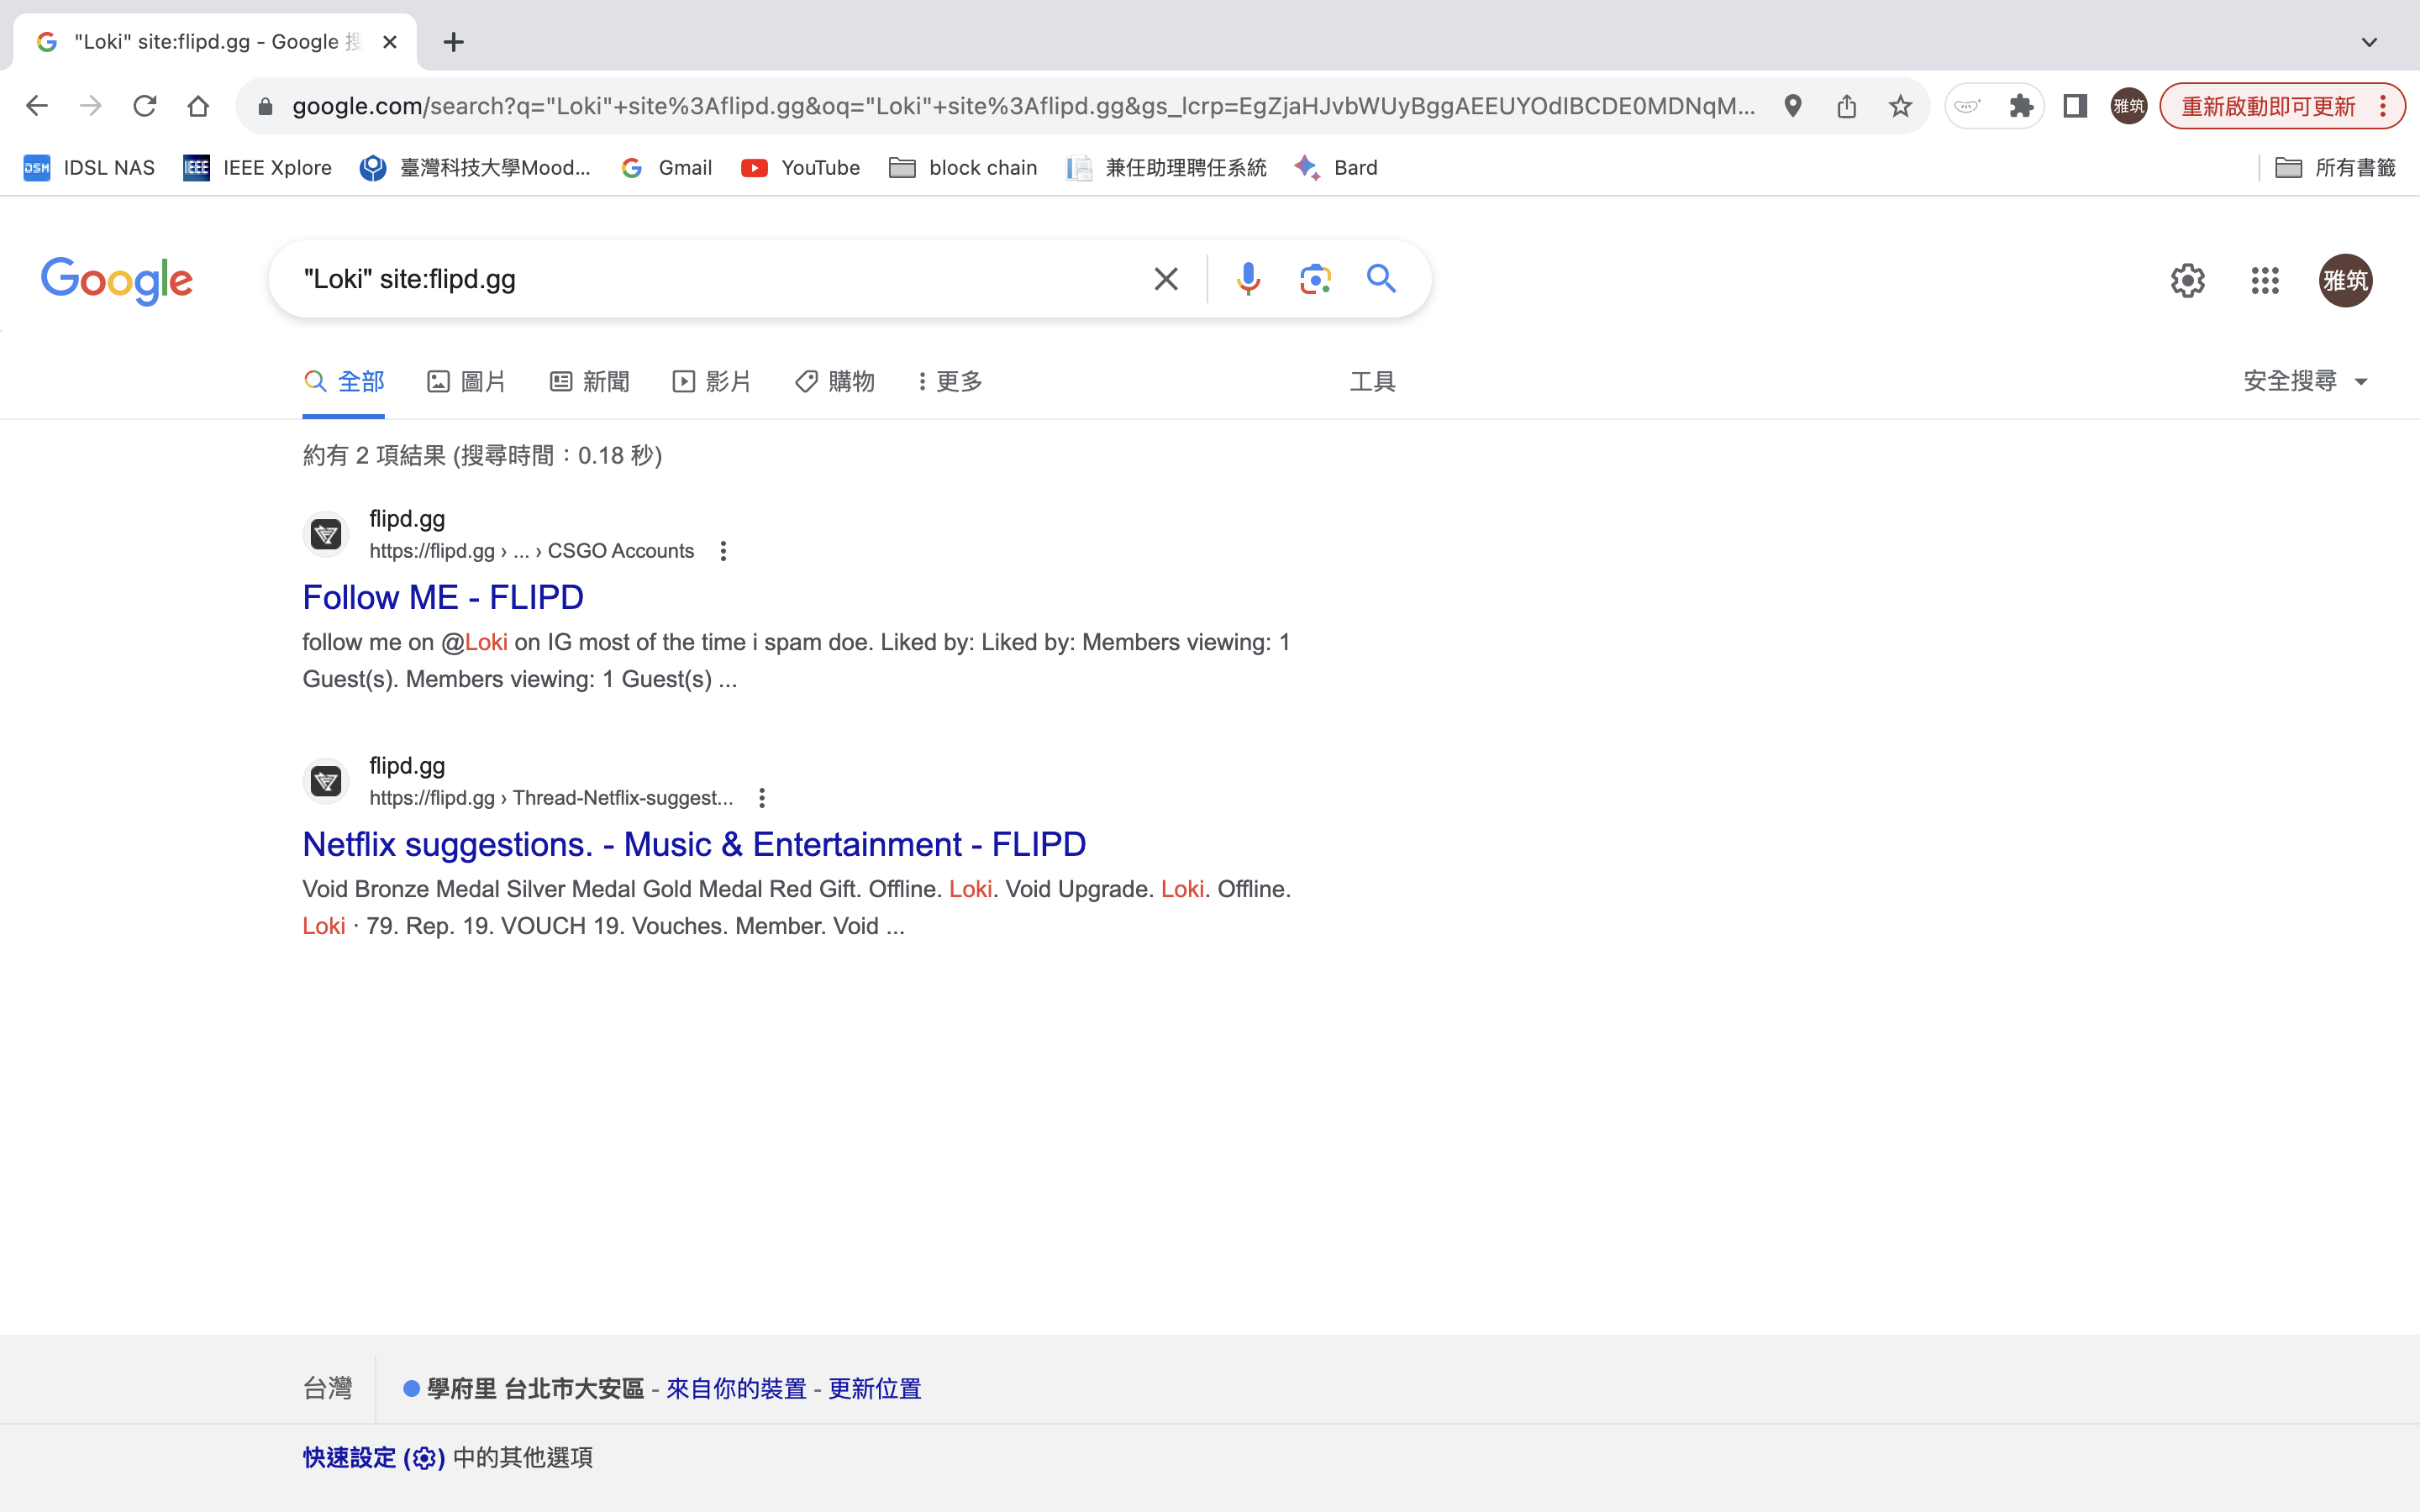 "Loki" site:flipd.gg - Google 搜
google.com/search?q="Loki"+site%3Aflipd.gg&oq="Loki"+site%3Aflipd.gg&gs_lcrp=EgZjaHJvbWUyBggAEEUYOdIBCDE0MDNqM...
雅筑
重新啟動即可更新
DSM IDSL NAS
IEEE IEEE Xplore
臺灣科技大學Mood...
Gmail
YouTube
block chain
兼任助理聘任系統
Bard
所有書籤
Google
"Loki" site:flipd.gg
雅筑
全部
圖片
新聞
影片
購物
更多
工具
安全搜尋
約有 2 項結果 (搜尋時間：0.18 秒)
flipd.gg
https://flipd.gg › ... › CSGO Accounts
Follow ME - FLIPD
follow me on @Loki on IG most of the time i spam doe. Liked by: Liked by: Members viewing: 1
Guest(s). Members viewing: 1 Guest(s) ...
flipd.gg
https://flipd.gg › Thread-Netflix-suggest...
Netflix suggestions. - Music & Entertainment - FLIPD
Void Bronze Medal Silver Medal Gold Medal Red Gift. Offline. Loki. Void Upgrade. Loki. Offline.
Loki · 79. Rep. 19. VOUCH 19. Vouches. Member. Void ...
台灣
學府里 台北市大安區 - 來自你的裝置 - 更新位置
快速設定 () 中的其他選項